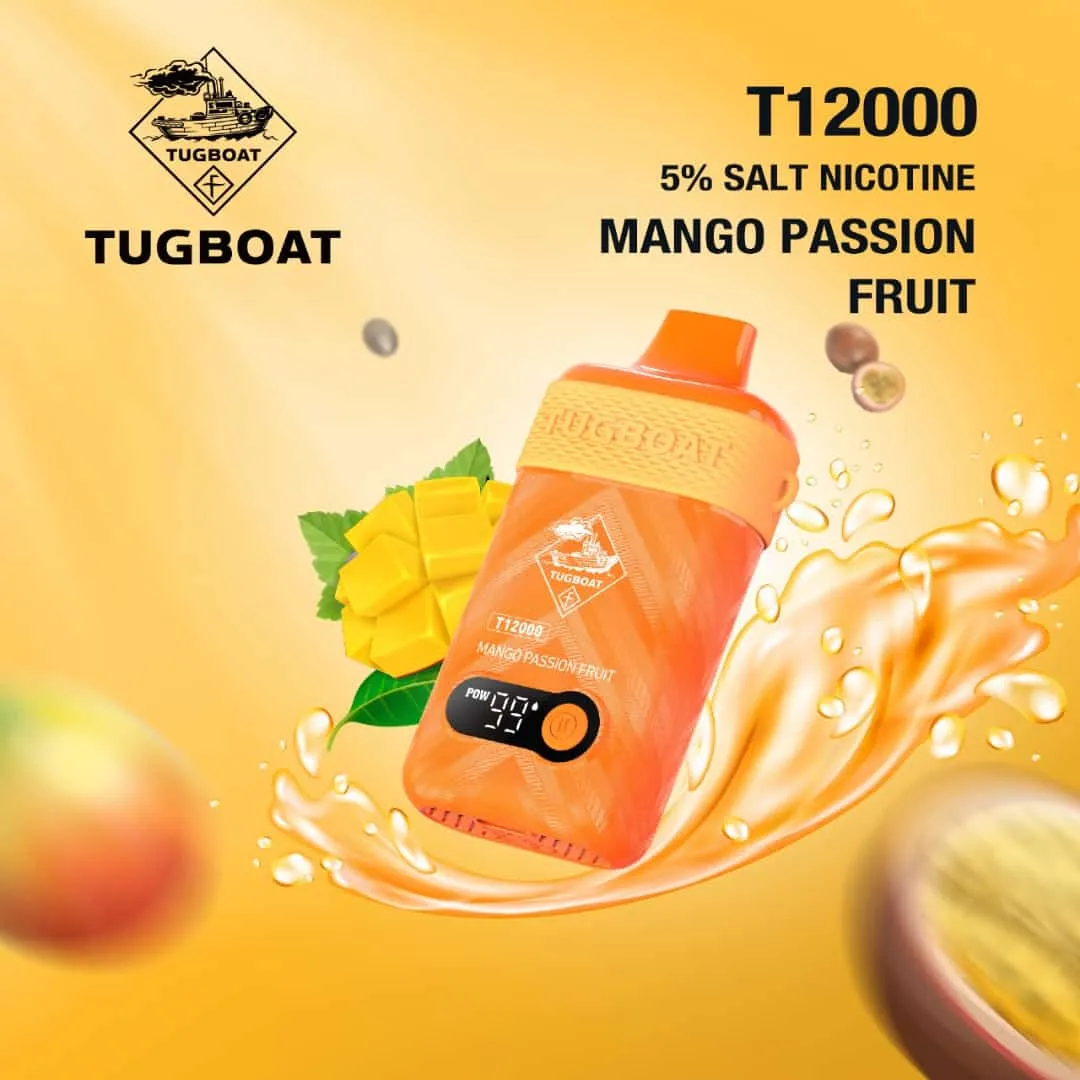 TUGBOAT
TUGBOAT
T12000
5% SALT NICOTINE
MANGO PASSION
FRUIT
TUGBOAT
TUGBOAT
T12000
MANGO PASSION FRUIT
POW 99